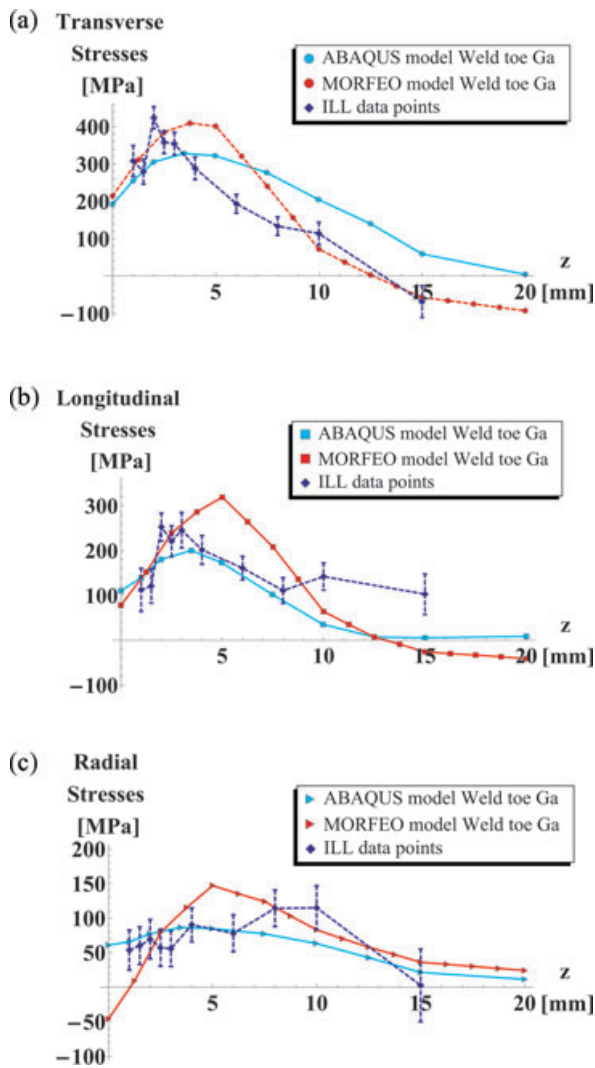 (a) Transverse
Stresses
[MPa]
ABAQUS model Weld toe Ga
MORFEO model Weld toe Ga
ILL data points
400
300
200
100
z
5 10 15 20 [mm]
−100
(b) Longitudinal
Stresses
[MPa]
ABAQUS model Weld toe Ga
MORFEO model Weld toe Ga
ILL data points
300
200
100
z
5 10 15 20 [mm]
−100
(c) Radial
Stresses
[MPa]
ABAQUS model Weld toe Ga
MORFEO model Weld toe Ga
ILL data points
200
150
100
50
z
5 10 15 20 [mm]
−50
−100